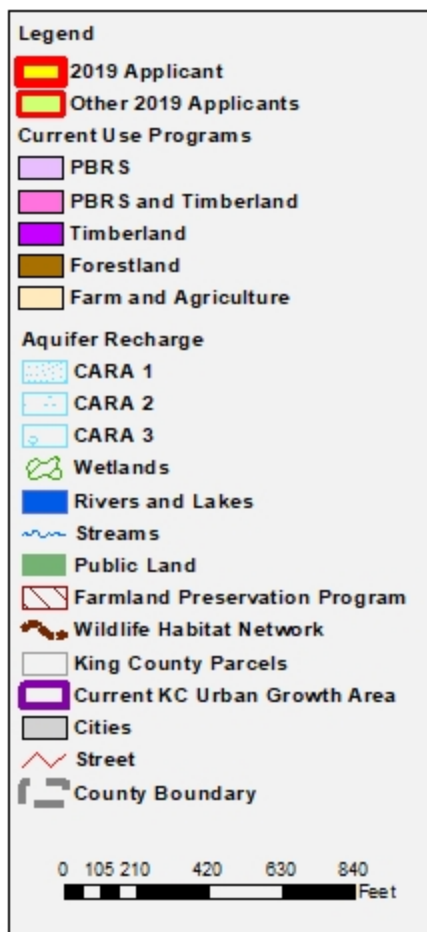 Legend
2019 Applicant
Other 2019 Applicants
Current Use Programs
PBRS
PBRS and Timberland
Timberland
Forestland
Farm and Agriculture
Aquifer Recharge
CARA 1
CARA 2
CARA 3
Wetlands
Rivers and Lakes
Streams
Public Land
Farmland Preservation Program
Wildlife Habitat Network
King County Parcels
Current KC Urban Growth Area
Cities
Street
County Boundary
0 105 210 420 630 840
Feet